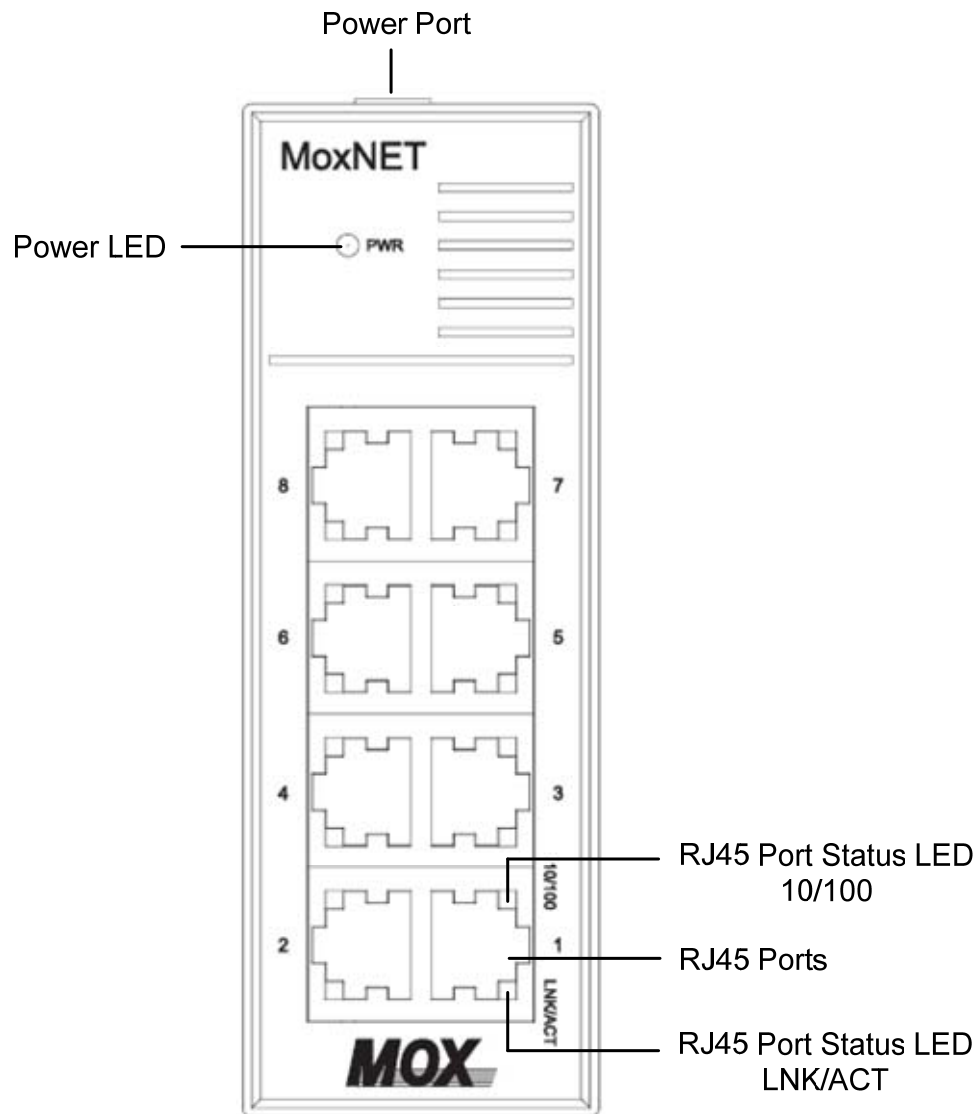 Power Port
MoxNET
Power LED
PWR
8
7
6
5
4
3
10/100
RJ45 Port Status LED
10/100
2
1
RJ45 Ports
LNK/ACT
RJ45 Port Status LED
LNK/ACT
MOX